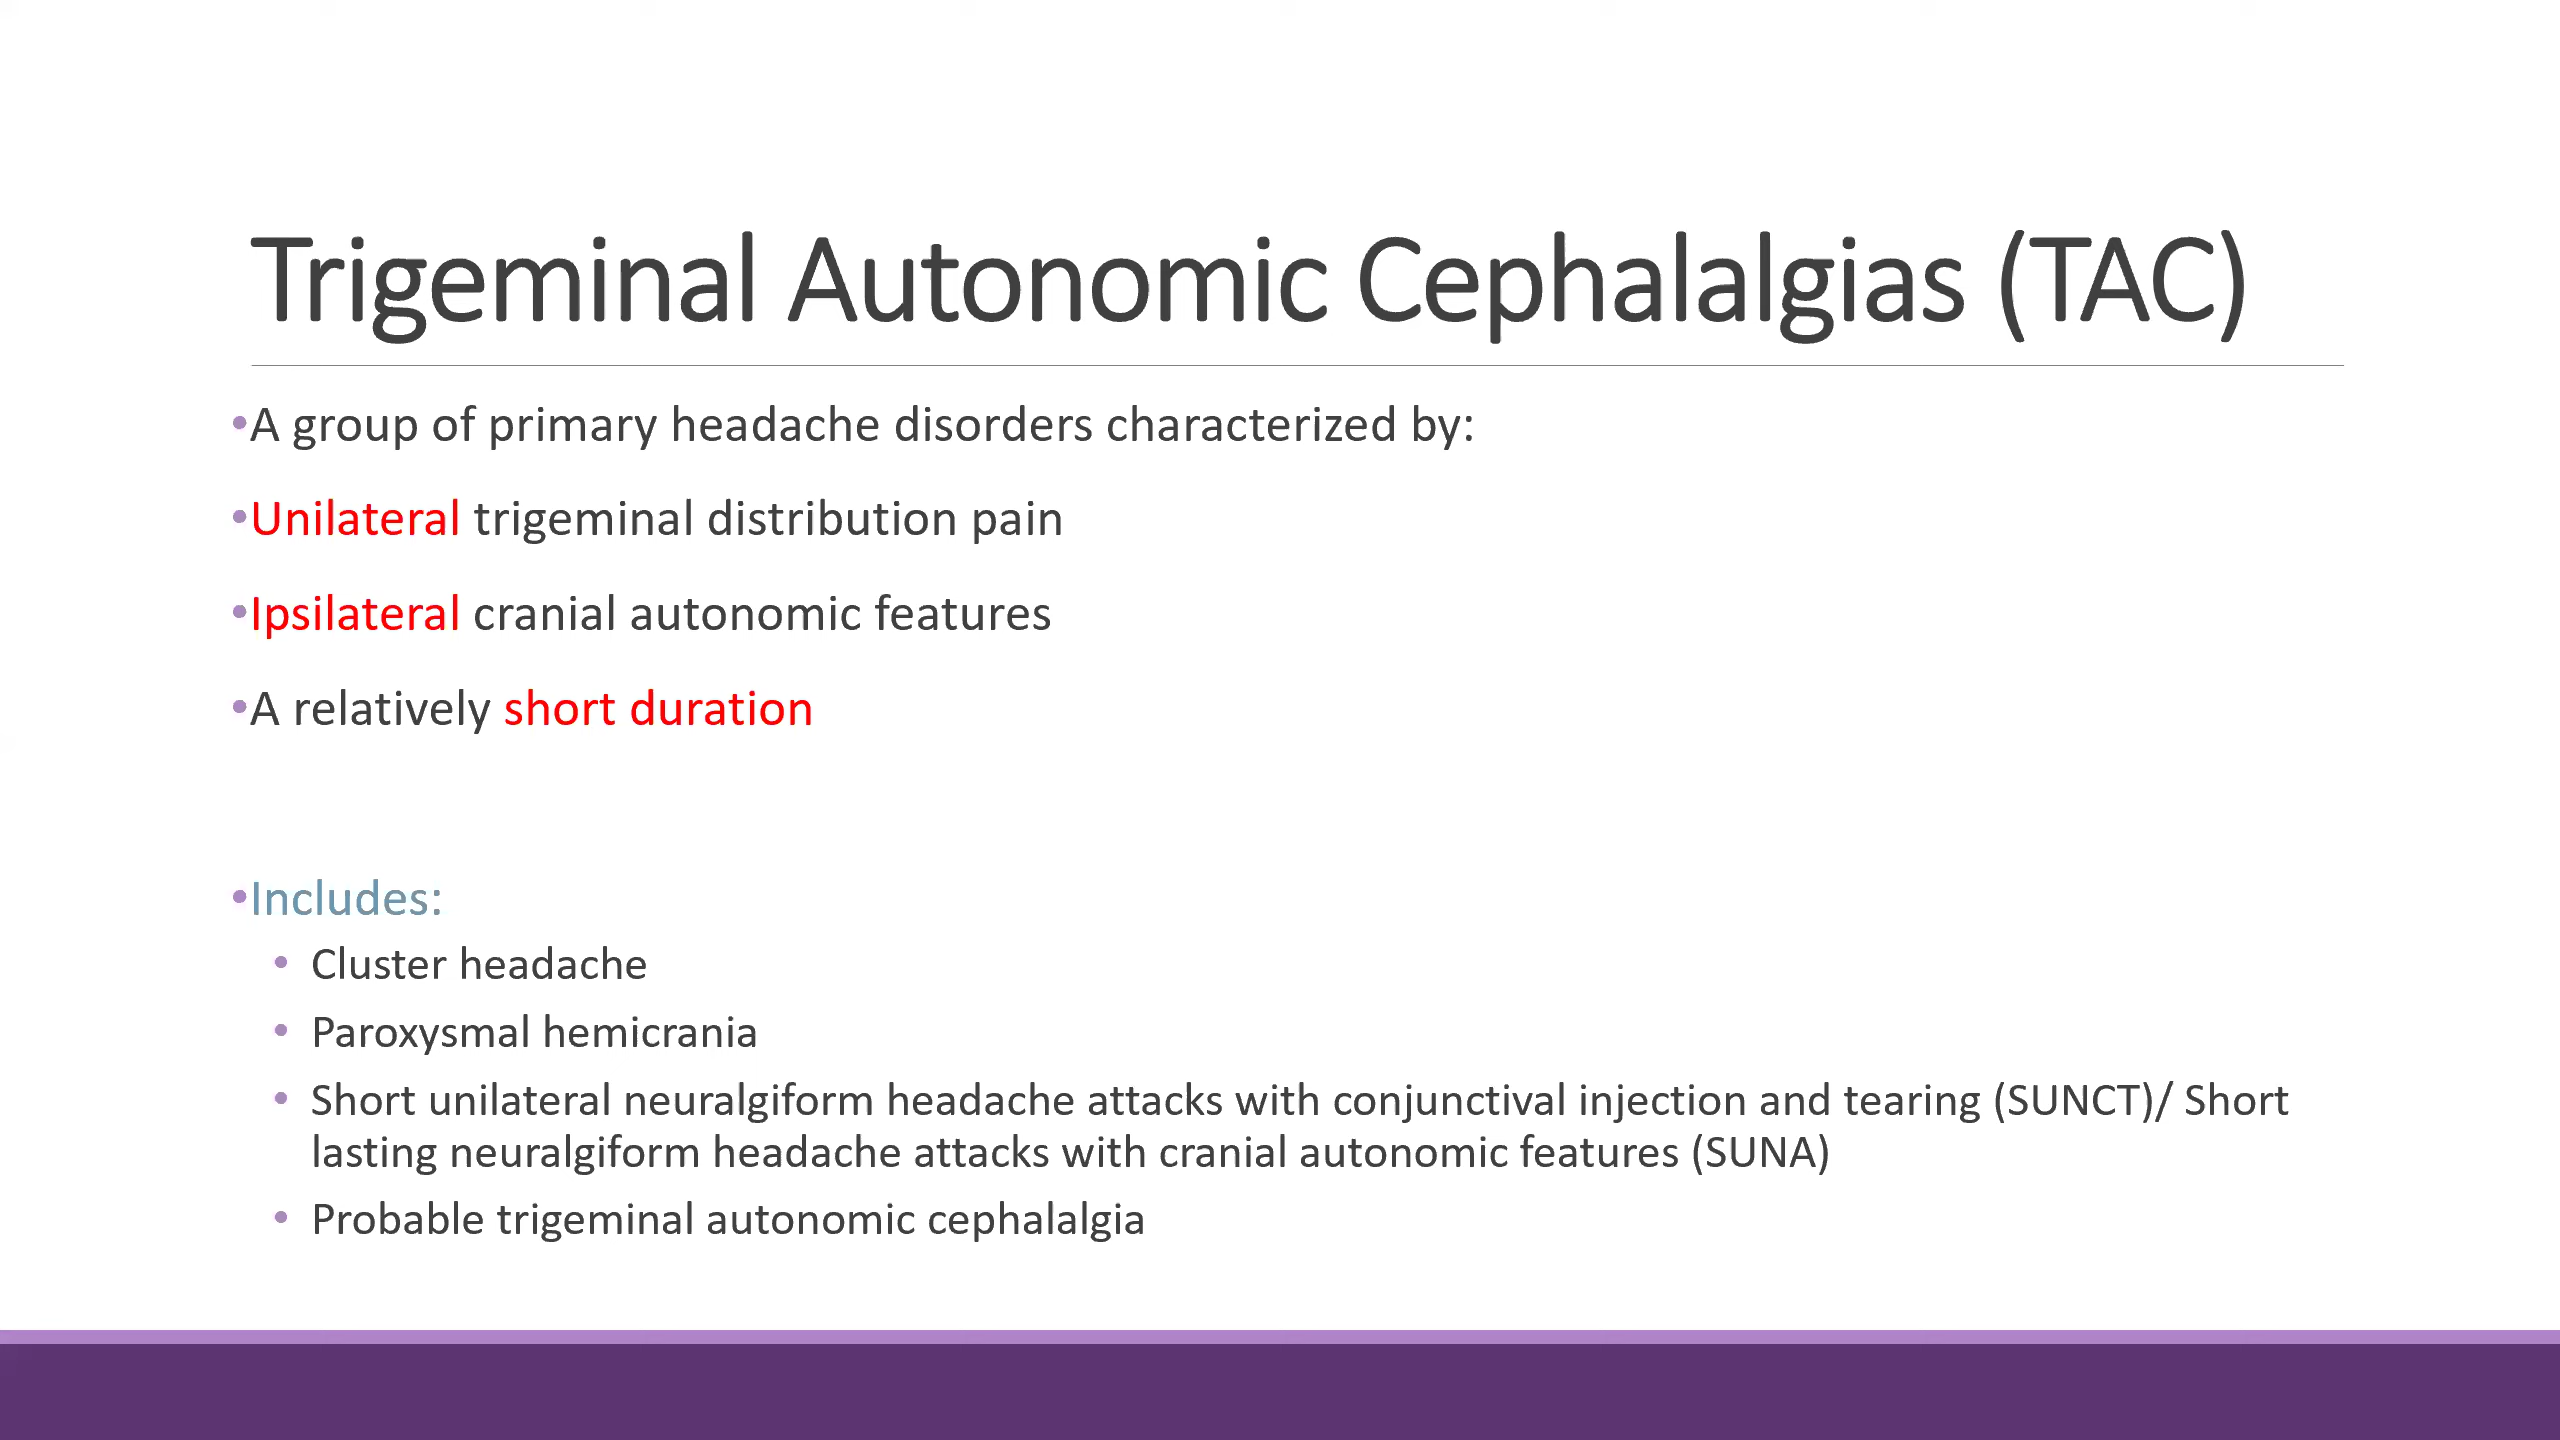 Trigeminal Autonomic Cephalalgias (TAC)
•A group of primary headache disorders characterized by:
•Unilateral trigeminal distribution pain
•Ipsilateral cranial autonomic features
•A relatively short duration
•Includes:
• Cluster headache
• Paroxysmal hemicrania
• Short unilateral neuralgiform headache attacks with conjunctival injection and tearing (SUNCT)/ Short
lasting neuralgiform headache attacks with cranial autonomic features (SUNA)
• Probable trigeminal autonomic cephalalgia